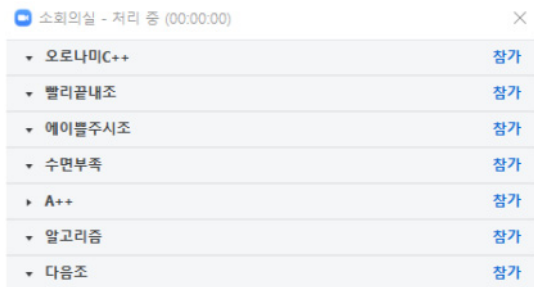 소회의실 - 처리 중 (00:00:00)
오로나미C++ 참가
빨리끝내조 참가
에이쁠주시조 참가
수면부족 참가
A++ 참가
알고리즘 참가
다음조 참가